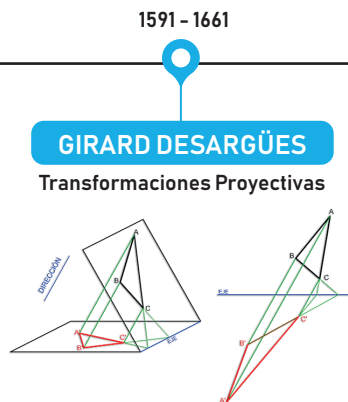 1591 - 1661
GIRARD DESARGÜES
Transformaciones Proyectivas
A
B
C
DIRECCIÓN
A'
B'
C'
EJE
A
B
C
EJE
C'
B'
A'